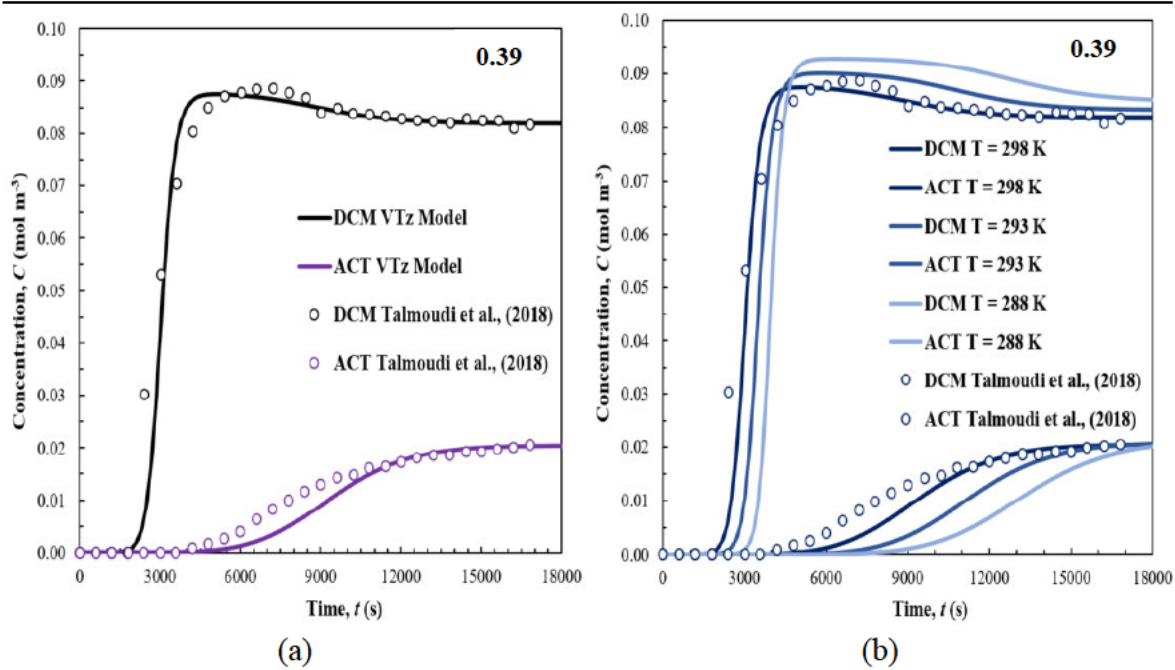 0.39
Concentration, C (mol m⁻³)
0.10
0.09
0.08
0.07
0.06
0.05
0.04
0.03
0.02
0.01
0.00
DCM VTz Model
ACT VTz Model
DCM Talmoudi et al., (2018)
ACT Talmoudi et al., (2018)
0 3000 6000 9000 12000 15000 18000
Time, t (s)
(a)
0.39
Concentration, C (mol m⁻³)
0.10
0.09
0.08
0.07
0.06
0.05
0.04
0.03
0.02
0.01
0.00
DCM T = 298 K
ACT T = 298 K
DCM T = 293 K
ACT T = 293 K
DCM T = 288 K
ACT T = 288 K
DCM Talmoudi et al., (2018)
ACT Talmoudi et al., (2018)
0 3000 6000 9000 12000 15000 18000
Time, t (s)
(b)